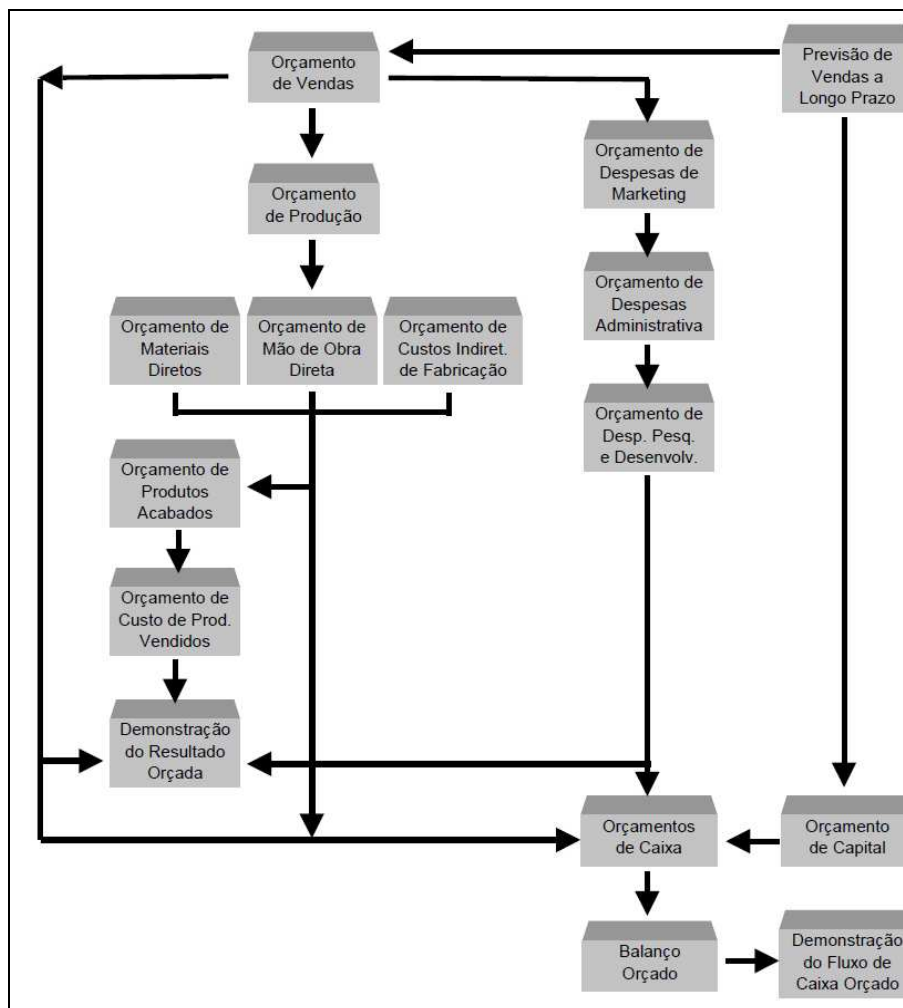 Orçamento
de Vendas
Previsão de
Vendas a
Longo Prazo
Orçamento de
Despesas de
Marketing
Orçamento
de Produção
Orçamento de
Despesas
Administrativa
Orçamento de
Materiais
Diretos
Orçamento de
Mão de Obra
Direta
Orçamento de
Custos Indiret.
de Fabricação
Orçamento de
Desp. Pesq.
e Desenvolv.
Orçamento de
Produtos
Acabados
Orçamento de
Custo de Prod.
Vendidos
Demonstração
do Resultado
Orçada
Orçamentos
de Caixa
Orçamento
de Capital
Balanço
Orçado
Demonstração
do Fluxo de
Caixa Orçado